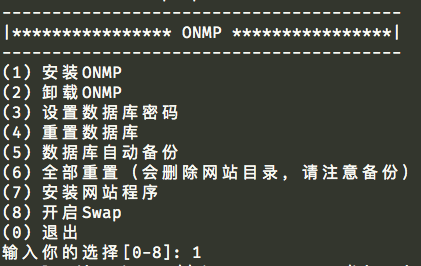 ----------------------------------------
|**************** ONMP ****************|
----------------------------------------
(1) 安装ONMP
(2) 卸载ONMP
(3) 设置数据库密码
(4) 重置数据库
(5) 数据库自动备份
(6) 全部重置（会删除网站目录，请注意备份）
(7) 安装网站程序
(8) 开启Swap
(0) 退出
输入你的选择[0-8]: 1